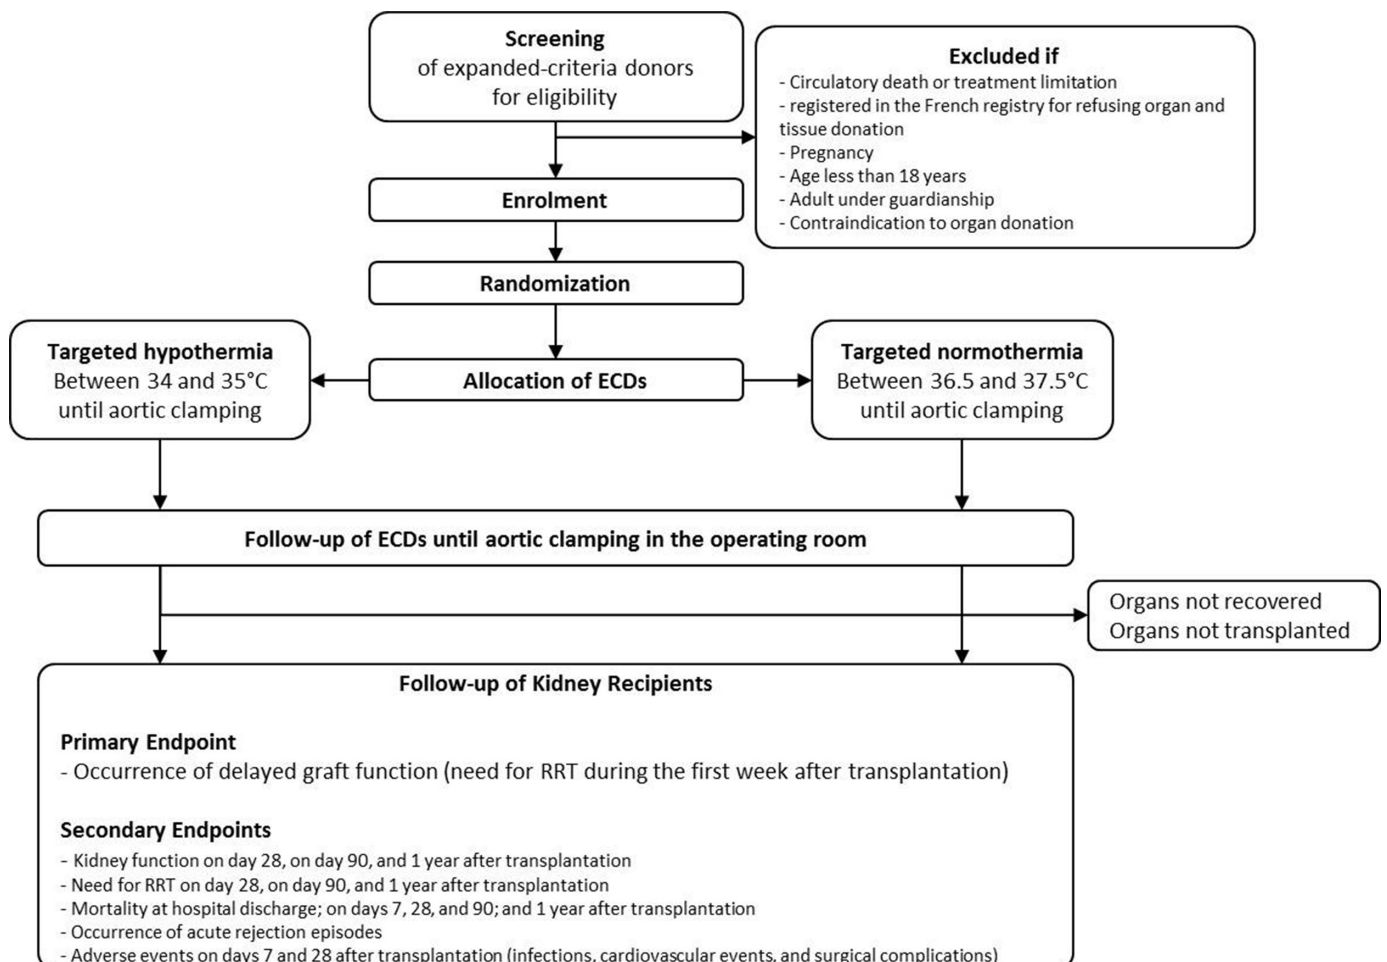 Screening
of expanded-criteria donors
for eligibility
Excluded if
- Circulatory death or treatment limitation
- registered in the French registry for refusing organ and
tissue donation
- Pregnancy
- Age less than 18 years
- Adult under guardianship
- Contraindication to organ donation
Enrolment
Randomization
Targeted hypothermia
Between 34 and 35°C
until aortic clamping
Allocation of ECDs
Targeted normothermia
Between 36.5 and 37.5°C
until aortic clamping
Follow-up of ECDs until aortic clamping in the operating room
Organs not recovered
Organs not transplanted
Follow-up of Kidney Recipients
Primary Endpoint
- Occurrence of delayed graft function (need for RRT during the first week after transplantation)
Secondary Endpoints
- Kidney function on day 28, on day 90, and 1 year after transplantation
- Need for RRT on day 28, on day 90, and 1 year after transplantation
- Mortality at hospital discharge; on days 7, 28, and 90; and 1 year after transplantation
- Occurrence of acute rejection episodes
- Adverse events on days 7 and 28 after transplantation (infections, cardiovascular events, and surgical complications)